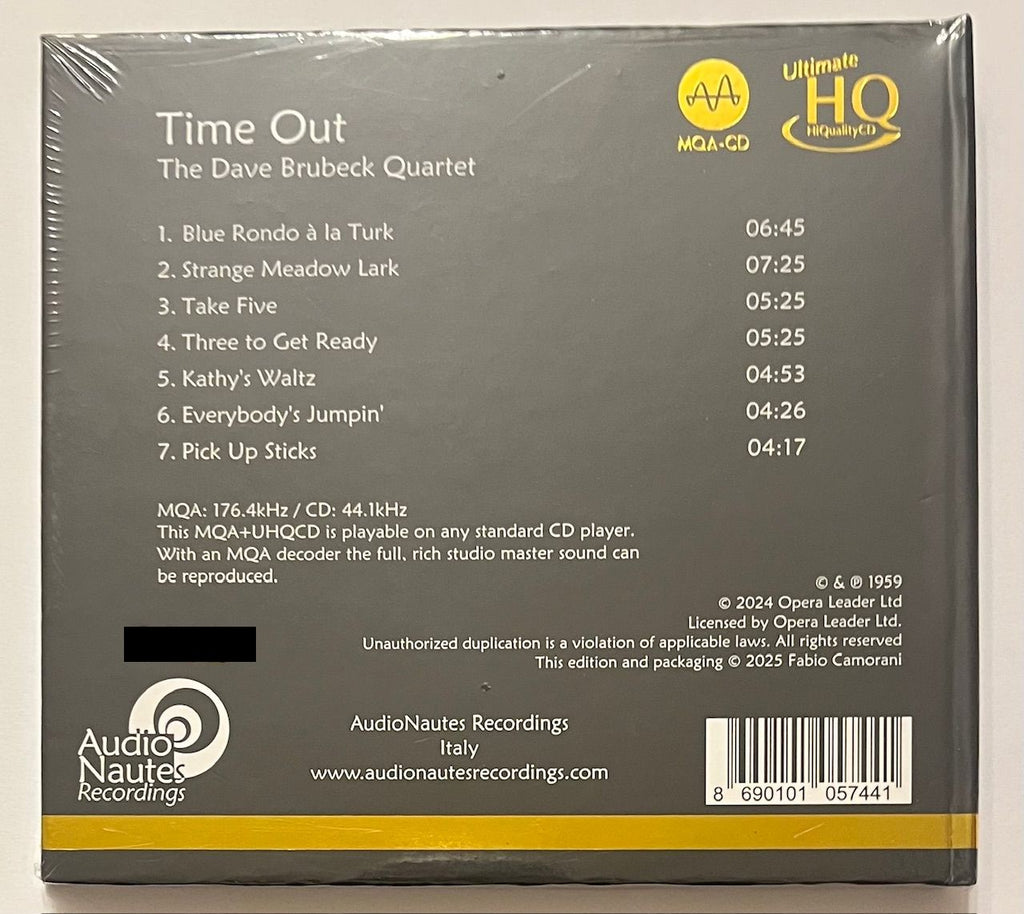 Ultimate
HQ
HiQualityCD
MQA-CD
Time Out
The Dave Brubeck Quartet
1. Blue Rondo à la Turk 06:45
2. Strange Meadow Lark 07:25
3. Take Five 05:25
4. Three to Get Ready 05:25
5. Kathy's Waltz 04:53
6. Everybody's Jumpin' 04:26
7. Pick Up Sticks 04:17
MQA: 176.4kHz / CD: 44.1kHz
This MQA+UHQCD is playable on any standard CD player.
With an MQA decoder the full, rich studio master sound can
be reproduced.
© & ℗ 1959
© 2024 Opera Leader Ltd
Licensed by Opera Leader Ltd.
Unauthorized duplication is a violation of applicable laws. All rights reserved
This edition and packaging © 2025 Fabio Camorani
Audio
Nautes
Recordings
AudioNautes Recordings
Italy
www.audionautesrecordings.com
8 690101 057441